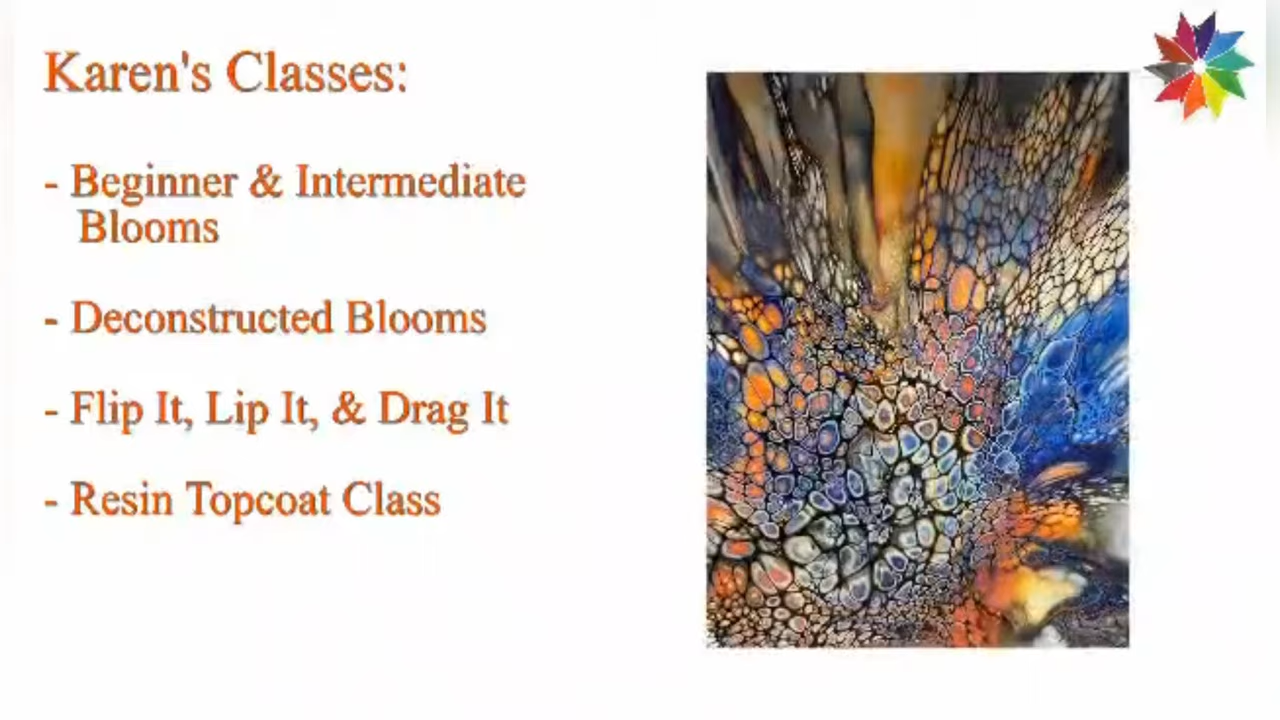 Karen's Classes:
- Beginner & Intermediate
Blooms
- Deconstructed Blooms
- Flip It, Lip It, & Drag It
- Resin Topcoat Class